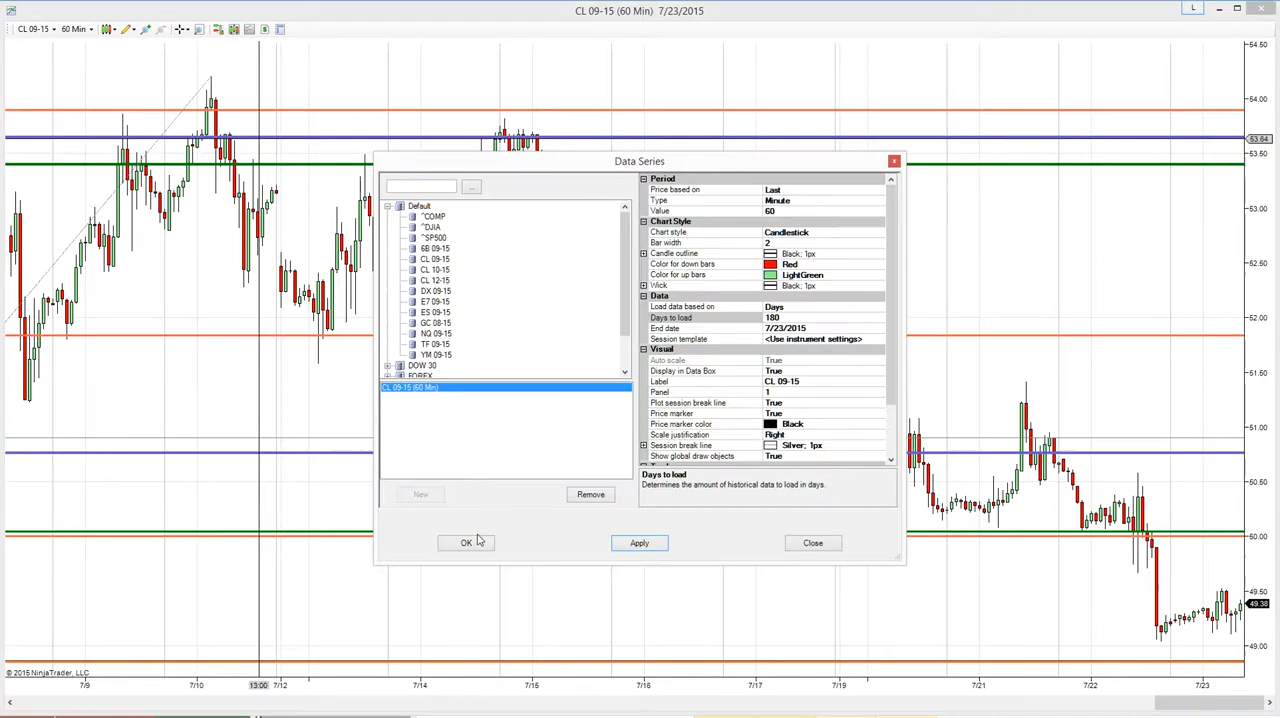 CL 09-15 (60 Min)  7/23/2015
L
CL 09-15
60 Min
54.50
54.00
53.64
53.50
53.00
52.50
52.00
51.50
51.00
50.50
50.00
49.50
49.38
49.00
Data Series
...
Default
^COMP
^DJIA
^SP500
6B 09-15
CL 09-15
CL 10-15
CL 12-15
DX 09-15
E7 09-15
ES 09-15
GC 08-15
NQ 09-15
TF 09-15
YM 09-15
DOW 30
FOREX
CL 09-15 (60 Min)
New
Remove
Period
Price based on Last
Type Minute
Value 60
Chart Style
Chart style Candlestick
Bar width 2
Candle outline Black; 1px
Color for down bars Red
Color for up bars LightGreen
Wick Black; 1px
Data
Load data based on Days
Days to load 180
End date 7/23/2015
Session template <Use instrument settings>
Visual
Auto scale True
Display in Data Box True
Label CL 09-15
Panel 1
Plot session break line True
Price marker True
Price marker color Black
Scale justification Right
Session break line Silver; 1px
Show global draw objects True
Days to load
Determines the amount of historical data to load in days.
OK
Apply
Close
© 2015 NinjaTrader, LLC
7/9
7/10
13:00
7/12
7/14
7/15
7/16
7/17
7/19
7/21
7/22
7/23